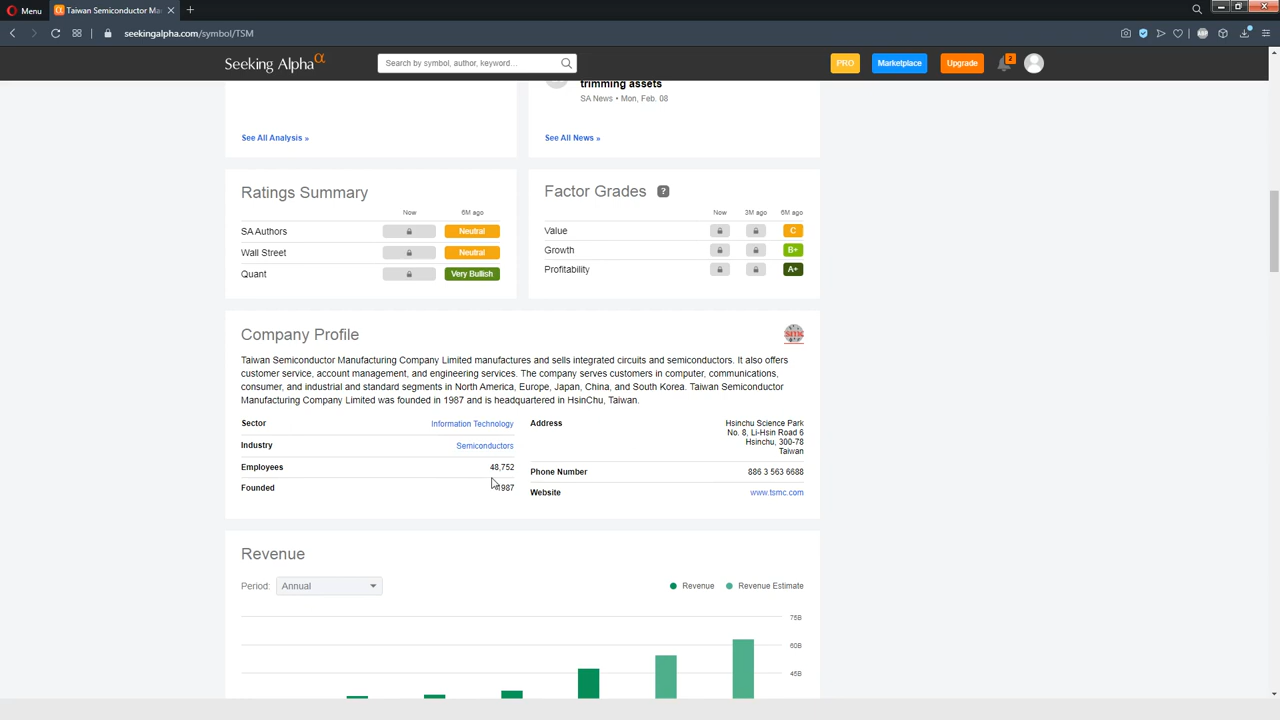 Menu
Taiwan Semiconductor Ma
seekingalpha.com/symbol/TSM
Seeking Alpha α
Search by symbol, author, keyword...
PRO
Marketplace
Upgrade
2
trimming assets
SA News • Mon, Feb. 08
See All Analysis »
See All News »
Ratings Summary
Now 6M ago
SA Authors Neutral
Wall Street Neutral
Quant Very Bullish
Factor Grades ?
Now 3M ago 6M ago
Value C
Growth B+
Profitability A+
Company Profile
Taiwan Semiconductor Manufacturing Company Limited manufactures and sells integrated circuits and semiconductors. It also offers
customer service, account management, and engineering services. The company serves customers in computer, communications,
consumer, and industrial and standard segments in North America, Europe, Japan, China, and South Korea. Taiwan Semiconductor
Manufacturing Company Limited was founded in 1987 and is headquartered in HsinChu, Taiwan.
Sector Information Technology
Industry Semiconductors
Employees 48,752
Founded 1987
Address Hsinchu Science Park
No. 8, Li-Hsin Road 6
Hsinchu, 300-78
Taiwan
Phone Number 886 3 563 6688
Website www.tsmc.com
Revenue
Period: Annual
Revenue Revenue Estimate
75B
60B
45B